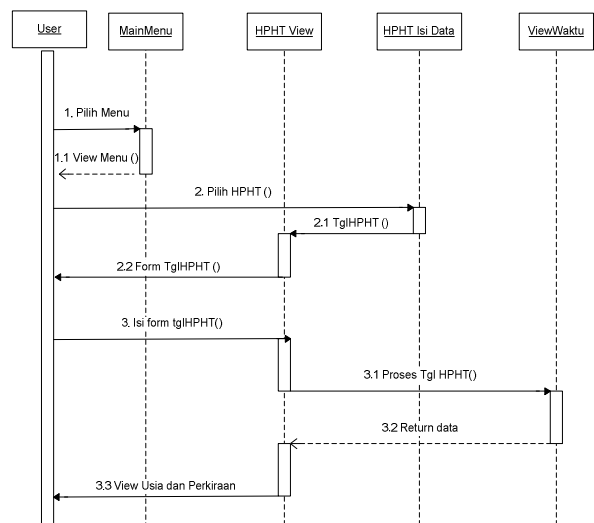 User
MainMenu
HPHT View
HPHT Isi Data
ViewWaktu
1. Pilih Menu
1.1 View Menu ()
2. Pilih HPHT ()
2.1 TglHPHT ()
2.2 Form TglHPHT ()
3. Isi form tglHPHT()
3.1 Proses Tgl HPHT()
3.2 Return data
3.3 View Usia dan Perkiraan